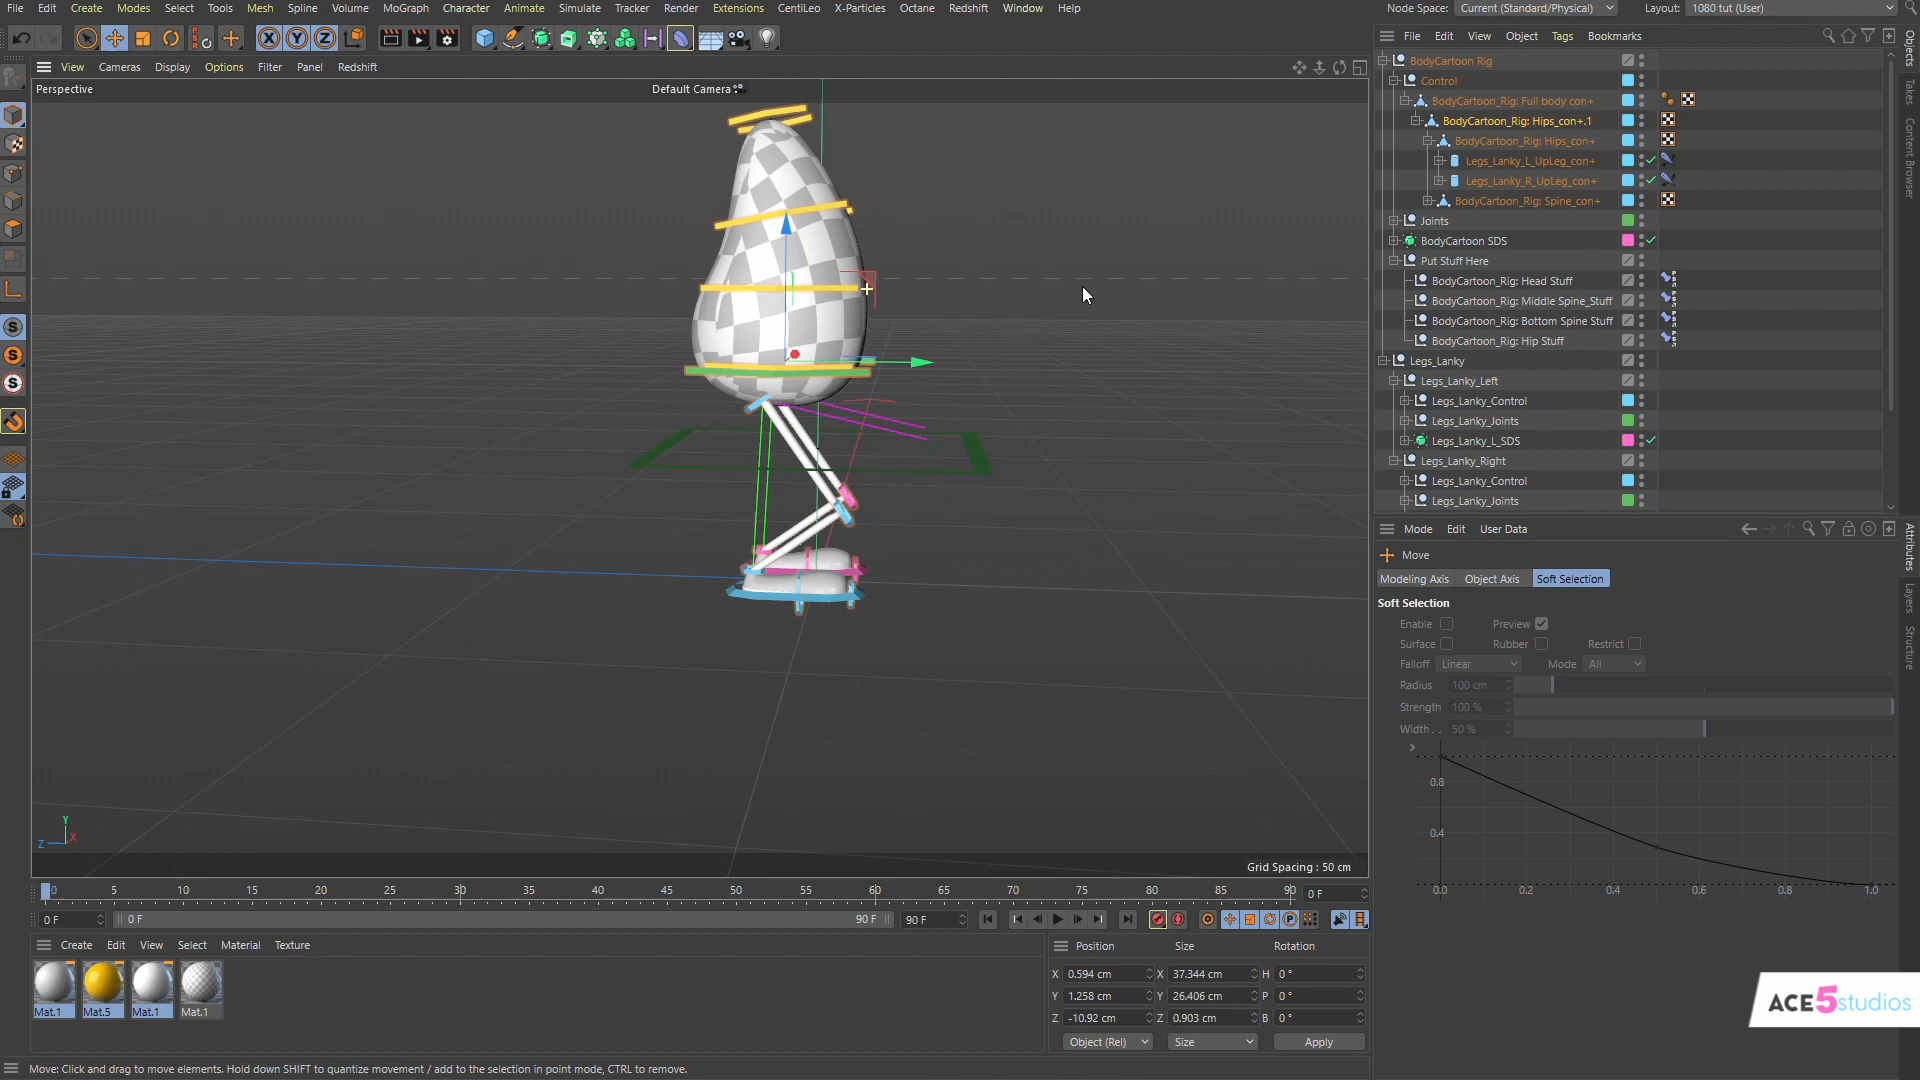 File Edit Create Modes Select Tools Mesh Spline Volume MoGraph Character Animate Simulate Tracker Render Extensions CentiLeo X-Particles Octane Redshift Window Help
Node Space: Current (Standard/Physical) Layout: 1080 tut (User)
File Edit View Object Tags Bookmarks
View Cameras Display Options Filter Panel Redshift
Perspective
Default Camera
BodyCartoon Rig
Control
BodyCartoon_Rig: Full body con+
BodyCartoon_Rig: Hips_con+.1
BodyCartoon_Rig: Hips_con+
Legs_Lanky_L_UpLeg_con+
Legs_Lanky_R_UpLeg_con+
BodyCartoon_Rig: Spine_con+
Joints
BodyCartoon SDS
Put Stuff Here
BodyCartoon_Rig: Head Stuff
BodyCartoon_Rig: Middle Spine_Stuff
BodyCartoon_Rig: Bottom Spine Stuff
BodyCartoon_Rig: Hip Stuff
Legs_Lanky
Legs_Lanky_Left
Legs_Lanky_Control
Legs_Lanky_Joints
Legs_Lanky_L_SDS
Legs_Lanky_Right
Legs_Lanky_Control
Legs_Lanky_Joints
Objects
Takes
Content Browser
Mode Edit User Data
Move
Modeling Axis Object Axis Soft Selection
Soft Selection
Enable Preview
Surface Rubber Restrict
Falloff Linear Mode All
Radius 100 cm
Strength 100 %
Width . . 50 %
0.8
0.4
0.0 0.2 0.4 0.6 0.8 1.0
Attributes
Layers
Structure
Y
Z X
Grid Spacing : 50 cm
0 5 10 15 20 25 30 35 40 45 50 55 60 65 70 75 80 85 90 0 F
0 F 0 F 90 F 90 F
Create Edit View Select Material Texture
Mat.1 Mat.5 Mat.1 Mat.1
Position Size Rotation
X 0.594 cm X 37.344 cm H 0 °
Y 1.258 cm Y 26.406 cm P 0 °
Z -10.92 cm Z 0.903 cm B 0 °
Object (Rel) Size Apply
ACE5studios
Move: Click and drag to move elements. Hold down SHIFT to quantize movement / add to the selection in point mode, CTRL to remove.